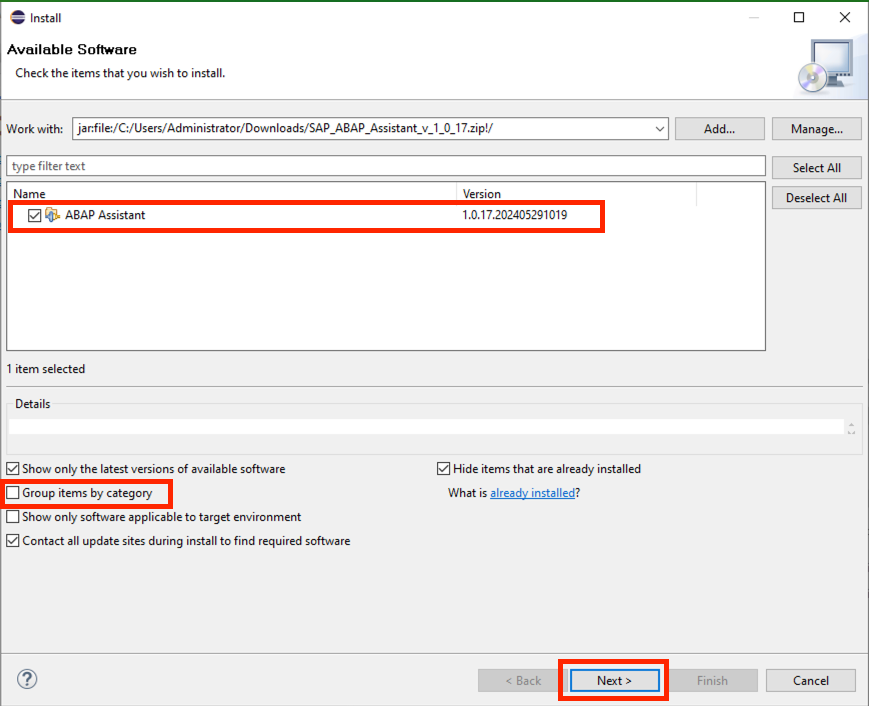 Install
Available Software
Check the items that you wish to install.
Work with: jar:file:/C:/Users/Administrator/Downloads/SAP_ABAP_Assistant_v_1_0_17.zip!/ Add... Manage...
type filter text Select All
Name Version Deselect All
ABAP Assistant 1.0.17.202405291019
1 item selected
Details
Show only the latest versions of available software Hide items that are already installed
Group items by category What is already installed?
Show only software applicable to target environment
Contact all update sites during install to find required software
? < Back Next > Finish Cancel